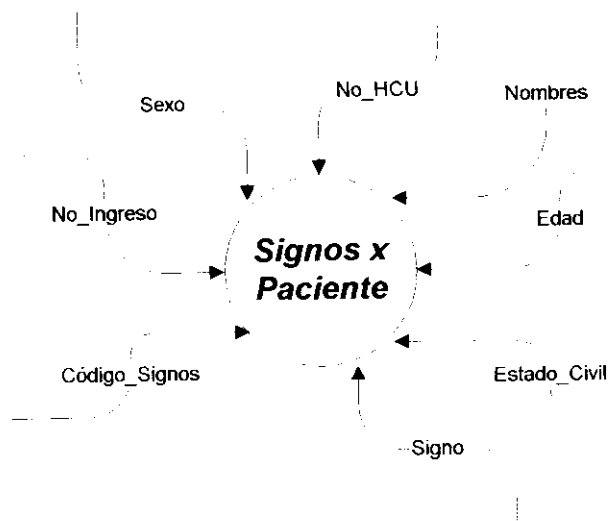 No_HCU
Nombres
Sexo
No_Ingreso
Edad
Signos x
Paciente
Código_Signos
Estado_Civil
Signo